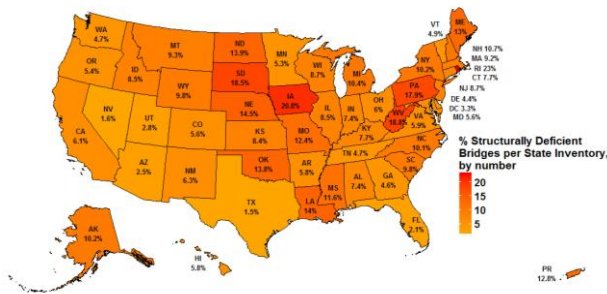 WA
4.7%
OR
5.4%
CA
6.1%
NV
1.6%
ID
8.5%
MT
9.3%
WY
9.8%
UT
2.8%
AZ
2.5%
CO
5.6%
NM
6.3%
ND
13.9%
SD
18.5%
NE
14.5%
KS
8.4%
OK
13.8%
TX
1.5%
MN
5.3%
IA
20.8%
MO
12.4%
AR
5.8%
LA
14%
WI
8.7%
IL
8.5%
MI
10.4%
IN
7.4%
OH
6%
KY
7.7%
TN 4.7%
MS
11.6%
AL
7.4%
GA
4.6%
FL
2.1%
SC
9.8%
NC
10.1%
VA
5.9%
WV
18.8%
PA
17.9%
NY
10.2%
VT
4.9%
ME
13%
NH 10.7%
MA 9.2%
RI 23%
CT 7.7%
NJ 8.7%
DE 4.4%
DC 3.3%
MD 5.6%
AK
10.2%
HI
5.8%
PR
12.8%
% Structurally Deficient
Bridges per State Inventory,
by number
20
15
10
5